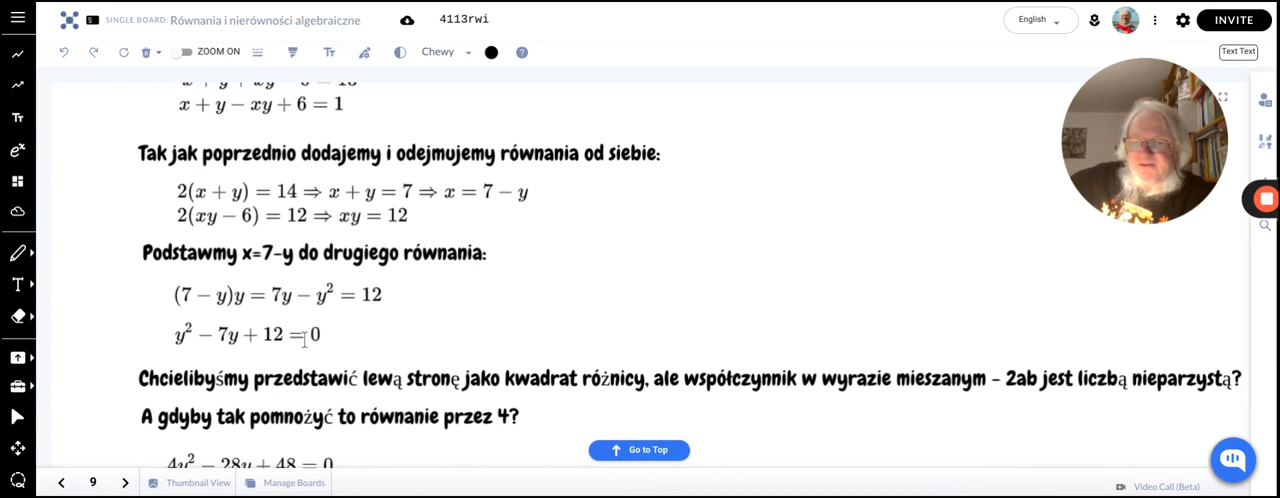 SINGLE BOARD: Równania i nierówności algebraiczne
4113rwi
English
INVITE
ZOOM ON
Chewy
Text Text
x + y − xy + 6 = 1
Tak jak poprzednio dodajemy i odejmujemy równania od siebie:
2(x + y) = 14 ⇒ x + y = 7 ⇒ x = 7 − y
2(xy − 6) = 12 ⇒ xy = 12
Podstawmy x=7-y do drugiego równania:
(7 − y)y = 7y − y² = 12
y² − 7y + 12 = 0
Chcielibyśmy przedstawić lewą stronę jako kwadrat różnicy, ale współczynnik w wyrazie mieszanym - 2ab jest liczbą nieparzystą?
A gdyby tak pomnożyć to równanie przez 4?
Go to Top
4y² − 28y + 48 = 0
9
Thumbnail View
Manage Boards
Video Call (Beta)